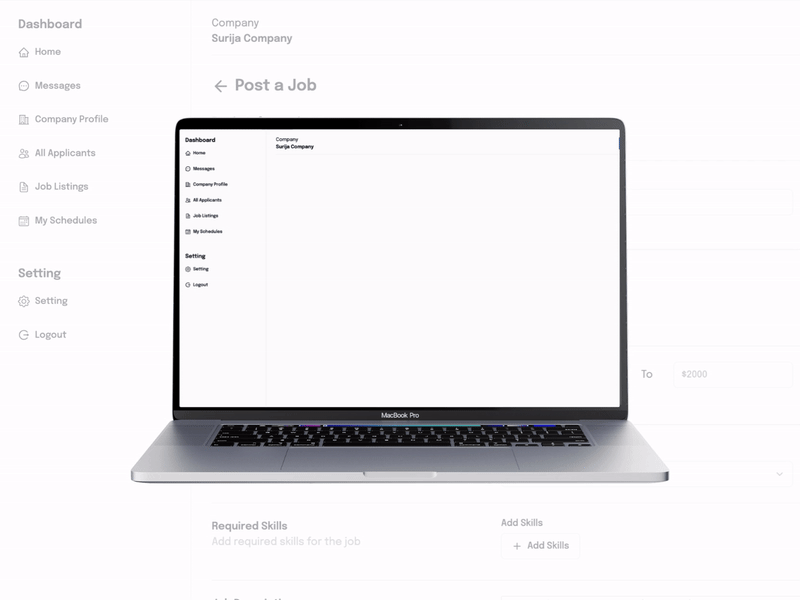 Dashboard
Home
Messages
Company Profile
All Applicants
Job Listings
My Schedules
Setting
Setting
Logout
Company
Surija Company
← Post a Job
To
$2000
Required Skills
Add required skills for the job
Add Skills
+ Add Skills
Dashboard
Home
Messages
Company Profile
All Applicants
Job Listings
My Schedules
Setting
Setting
Logout
Company
Surija Company
MacBook Pro